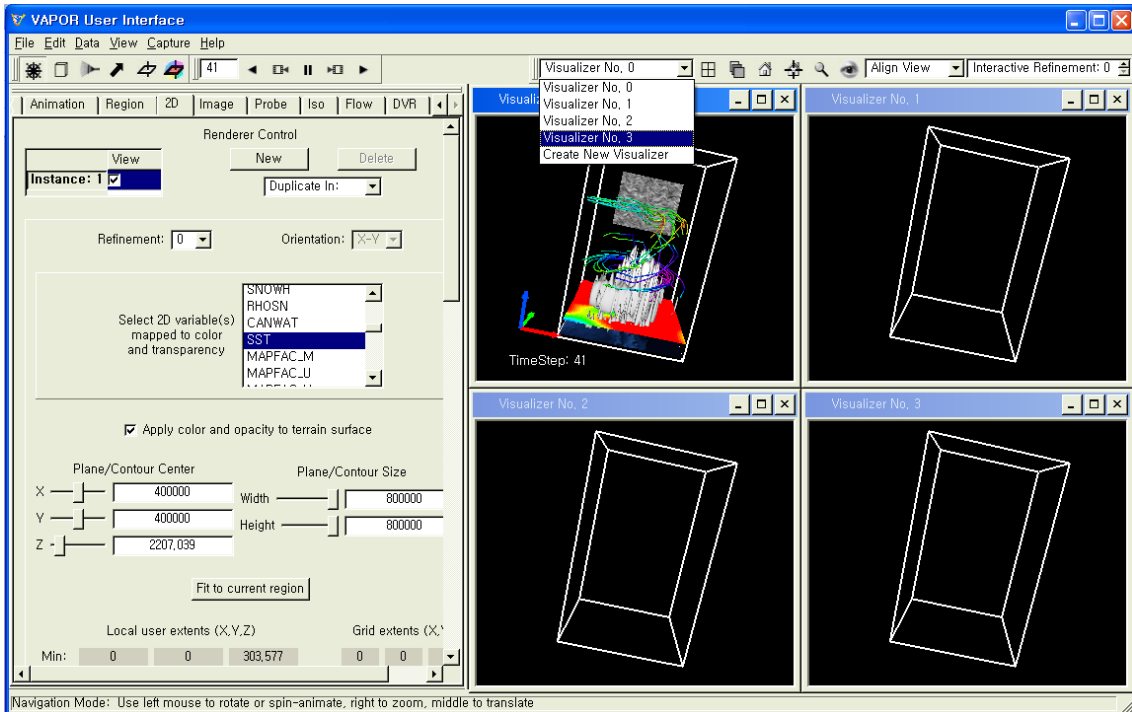 VAPOR User Interface
File Edit Data View Capture Help
41
Visualizer No. 0
Align View
Interactive Refinement: 0
Visualizer No. 0
Visualizer No. 1
Visualizer No. 2
Visualizer No. 3
Create New Visualizer
Animation Region 2D Image Probe Iso Flow DVR
Renderer Control
View
Instance: 1
New Delete
Duplicate In:
Refinement: 0 Orientation: X-Y
Select 2D variable(s)
mapped to color
and transparency
SNOWH
RHOSN
CANWAT
SST
MAPFAC_M
MAPFAC_U
Apply color and opacity to terrain surface
Plane/Contour Center Plane/Contour Size
X 400000 Width 800000
Y 400000 Height 800000
Z 2207,039
Fit to current region
Local user extents (X,Y,Z) Grid extents (X,
Min: 0 0 303,577 0 0
TimeStep: 41
Visualizer No. 1
Visualizer No. 2
Visualizer No. 3
Navigation Mode: Use left mouse to rotate or spin-animate, right to zoom, middle to translate